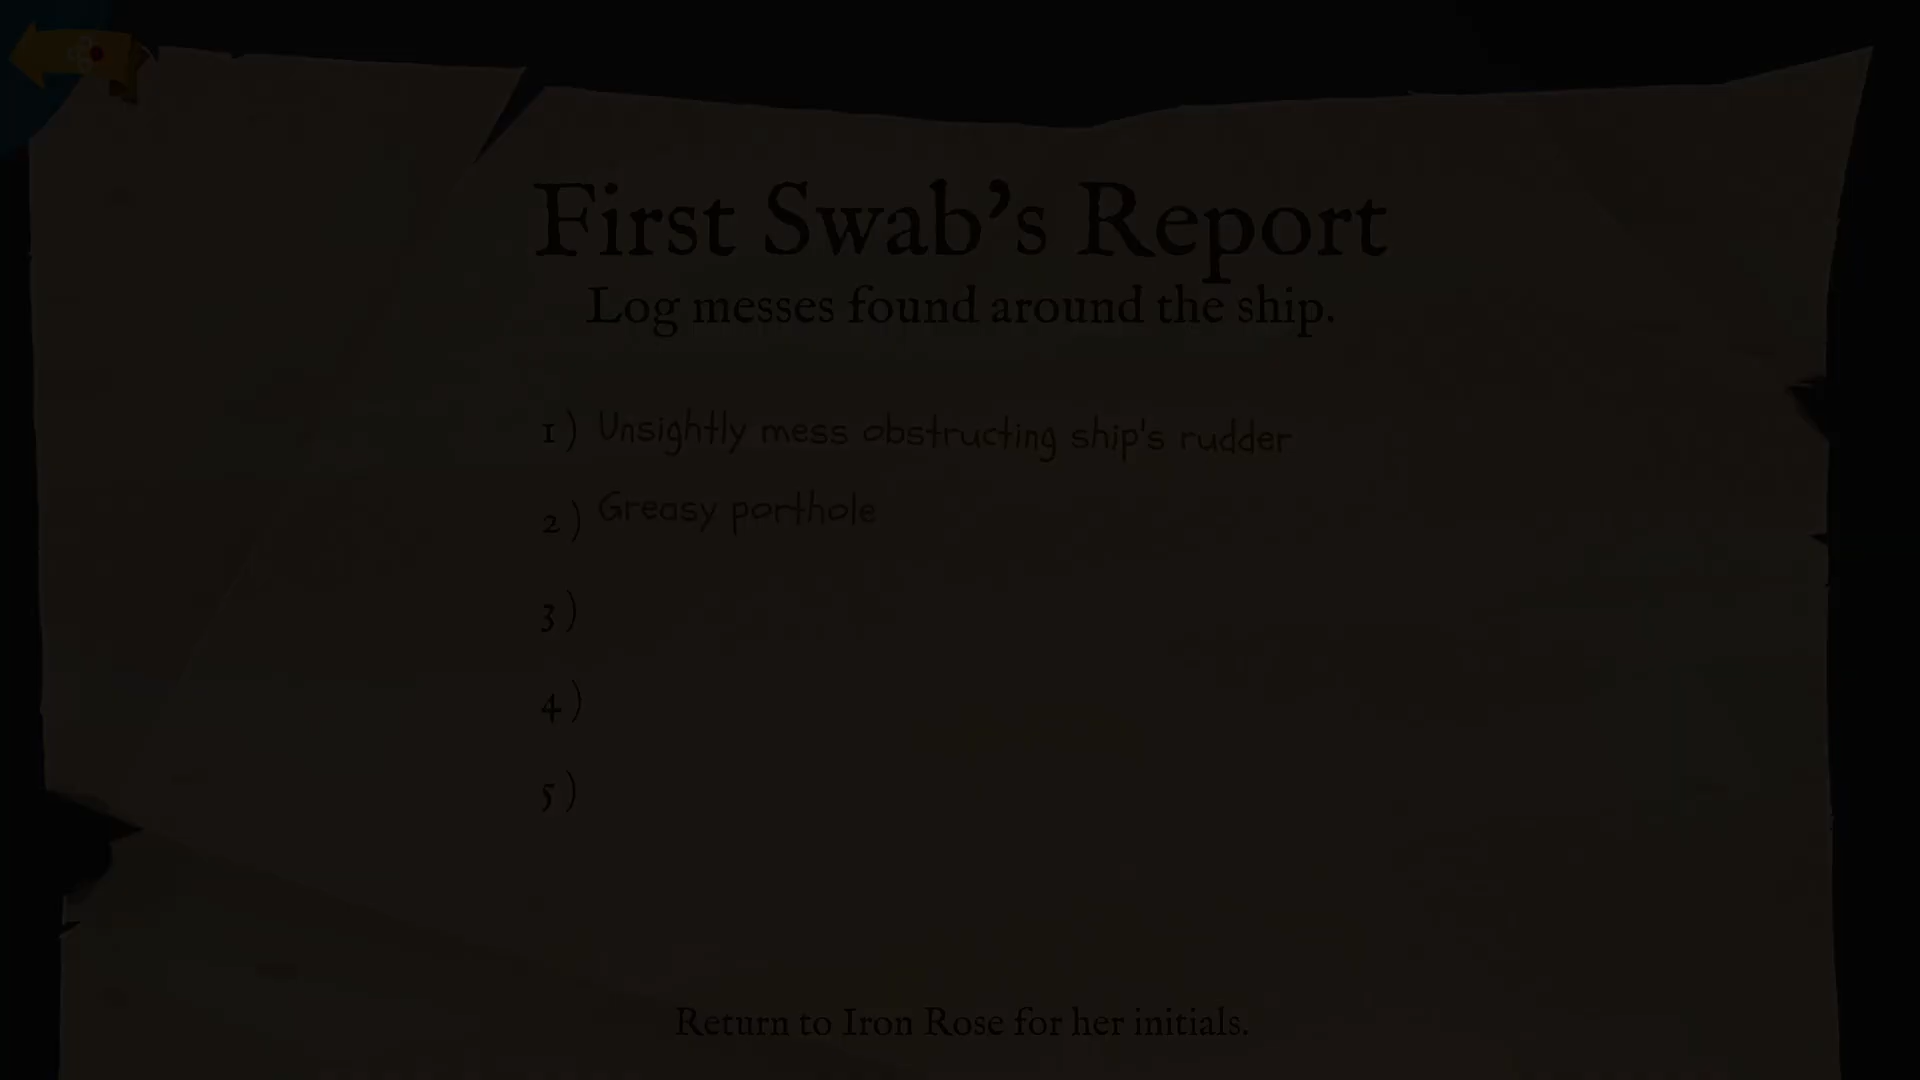 First Swab's Report
Log messes found around the ship.
1) Unsightly mess obstructing ship's rudder
2) Greasy porthole
3)
4)
5)
Return to Iron Rose for her initials.